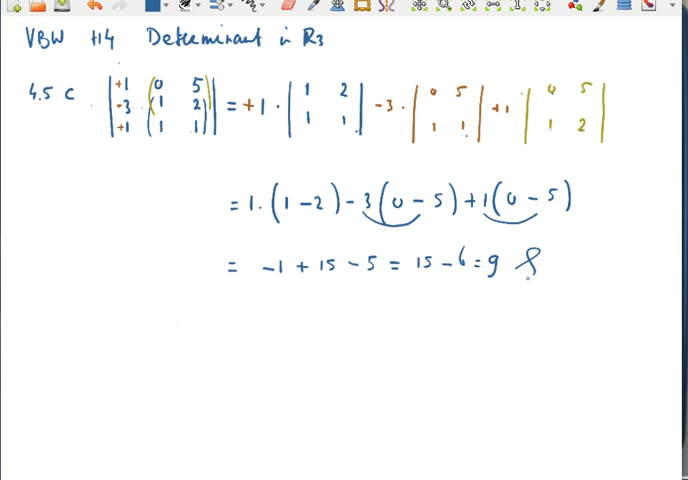 VBW H4 Determinant in R3
4.5 c | +1 0 5 | = +1 · | 1 2 | -3 · | 0 5 | +1 | 0 5 |
| -3 1 2 | | 1 1 | | 1 1 | | 1 2 |
| +1 1 1 |
= 1. (1 - 2) - 3 (0 - 5) + 1 (0 - 5)
= -1 + 15 - 5 = 15 - 6 = 9